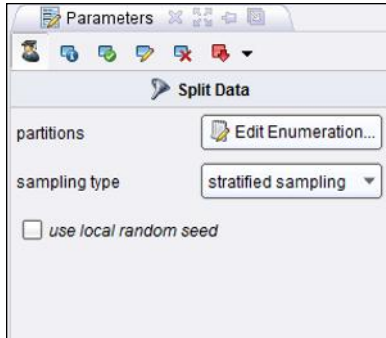 Parameters
Split Data
partitions
Edit Enumeration...
sampling type
stratified sampling
use local random seed